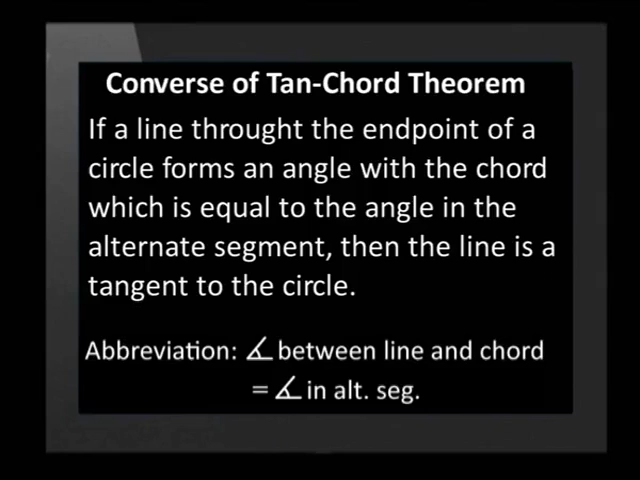 Converse of Tan-Chord Theorem
If a line throught the endpoint of a
circle forms an angle with the chord
which is equal to the angle in the
alternate segment, then the line is a
tangent to the circle.
Abbreviation: ∡ between line and chord
= ∡ in alt. seg.